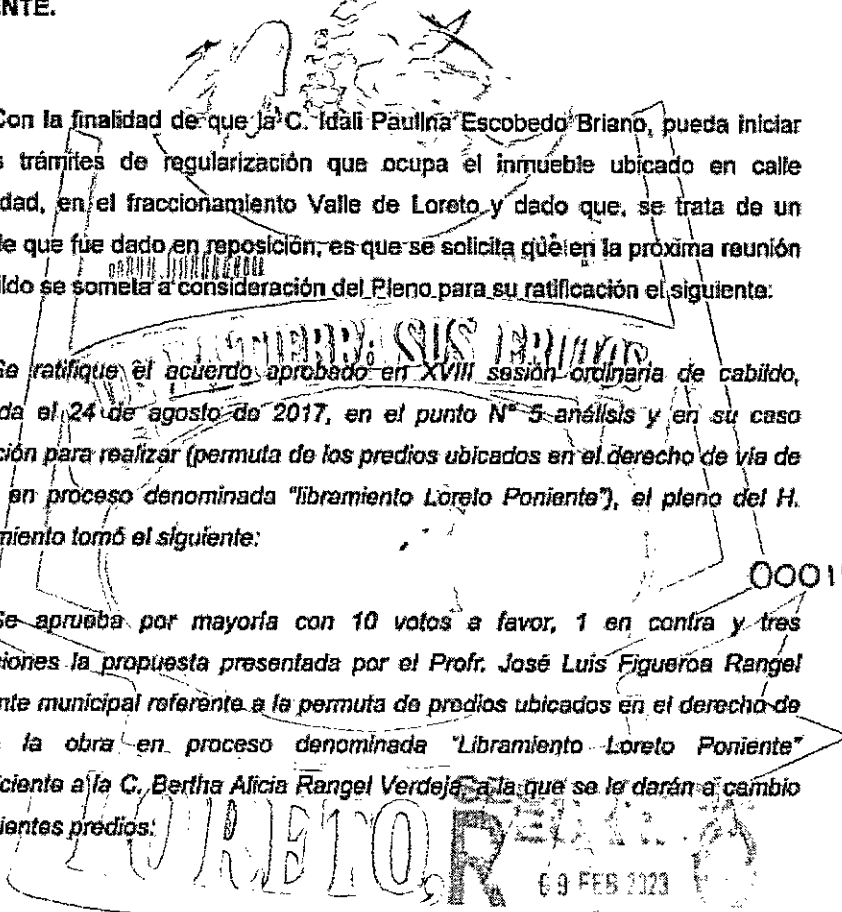 ENTE.
Con la finalidad de que la C. Idali Paulina Escobedo Briano, pueda iniciar
s trámites de regularización que ocupa el inmueble ubicado en calle
dad, en el fraccionamiento Valle de Loreto y dado que, se trata de un
le que fue dado en reposición, es que se solicita que en la próxima reunión
ildo se someta a consideración del Pleno para su ratificación el siguiente:
TIERRA SUS FRUTOS
Se ratifique el acuerdo aprobado en XVIII sesión ordinaria de cabildo,
da el 24 de agosto de 2017, en el punto N° 5 análisis y en su caso
ción para realizar (permuta de los predios ubicados en el derecho de vía de
en proceso denominada "libramiento Loreto Poniente"), el pleno del H.
miento tomó el siguiente:
0001
Se aprueba por mayoría con 10 votos a favor, 1 en contra y tres
iones la propuesta presentada por el Profr. José Luis Figueroa Rangel
nte municipal referente a la permuta de predios ubicados en el derecho de
la obra en proceso denominada "Libramiento Loreto Poniente"
ciente a la C. Bertha Alicia Rangel Verdeja, a la que se le darán a cambio
ientes predios:
LORETO,
09 FEB 2023